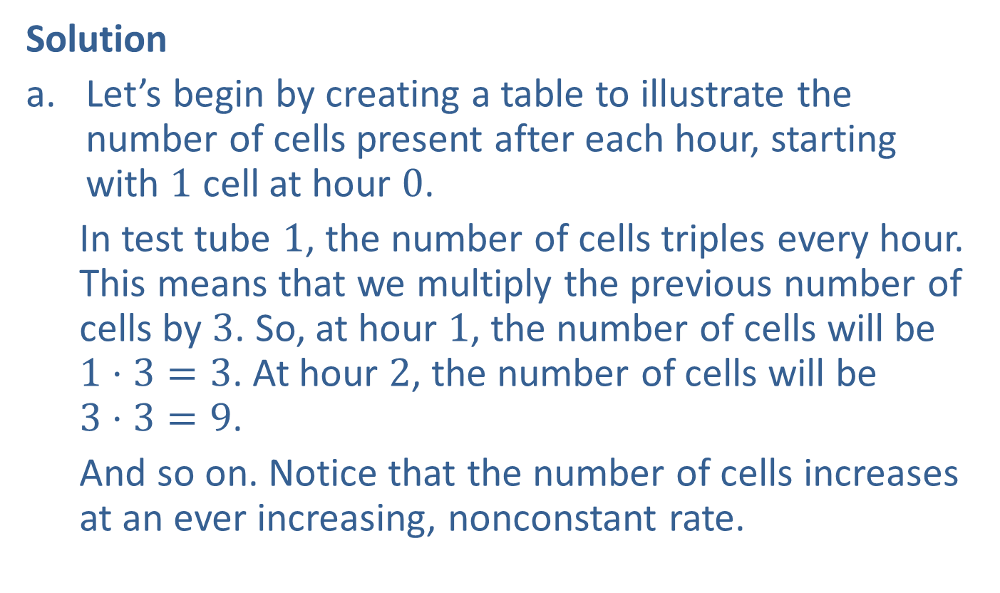 Solution
a. Let’s begin by creating a table to illustrate the
number of cells present after each hour, starting
with 1 cell at hour 0.
In test tube 1, the number of cells triples every hour.
This means that we multiply the previous number of
cells by 3. So, at hour 1, the number of cells will be
1 · 3 = 3. At hour 2, the number of cells will be
3 · 3 = 9.
And so on. Notice that the number of cells increases
at an ever increasing, nonconstant rate.